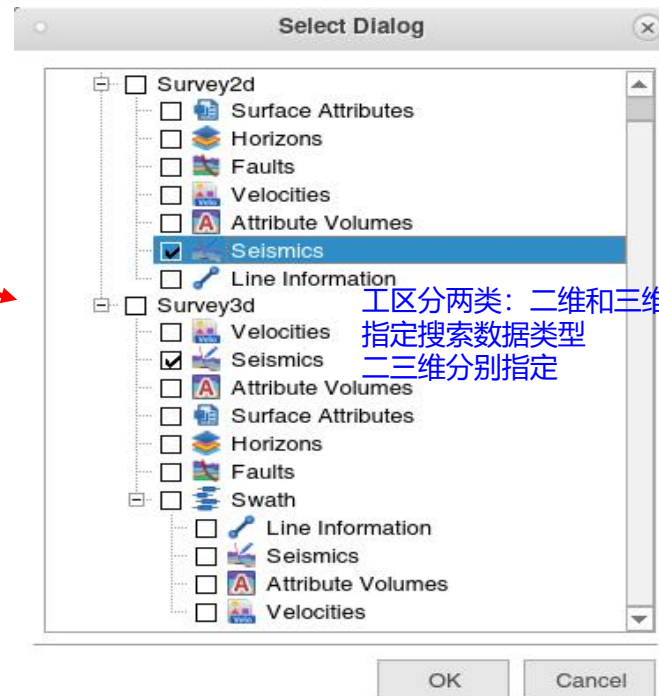 Select Dialog
Survey2d
Surface Attributes
Horizons
Faults
Velocities
Attribute Volumes
Seismics
Line Information
Survey3d
工区分两类：二维和三维
Velocities
指定搜索数据类型
Seismics
二三维分别指定
Attribute Volumes
Surface Attributes
Horizons
Faults
Swath
Line Information
Seismics
Attribute Volumes
Velocities
OK
Cancel